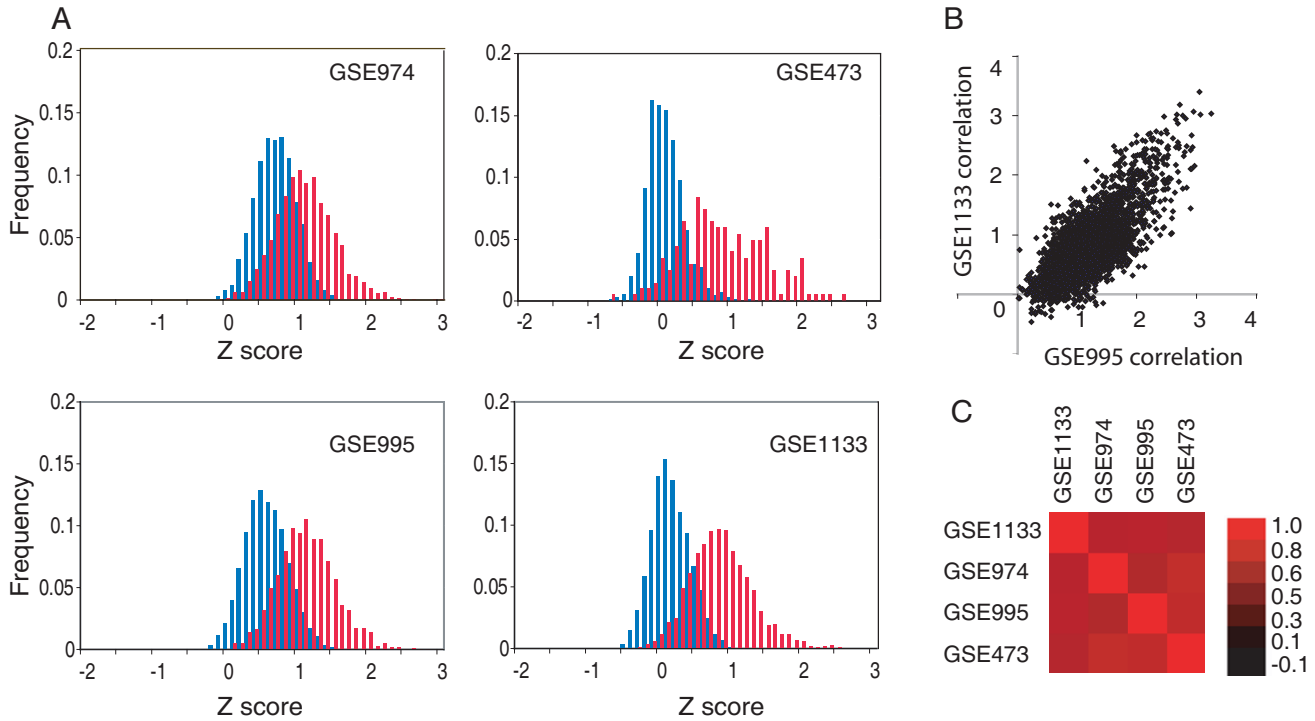 A
GSE974
Frequency
0.2
0.15
0.1
0.05
0
-2 -1 0 1 2 3
Z score
GSE473
0.2
0.15
0.1
0.05
0
-2 -1 0 1 2 3
Z score
GSE995
Frequency
0.2
0.15
0.1
0.05
0
-2 -1 0 1 2 3
Z score
GSE1133
0.2
0.15
0.1
0.05
0
-2 -1 0 1 2 3
Z score
B
GSE1133 correlation
4
3
2
1
0
1 2 3 4
GSE995 correlation
C
GSE1133
GSE974
GSE995
GSE473
GSE1133
GSE974
GSE995
GSE473
1.0
0.8
0.6
0.5
0.3
0.1
-0.1